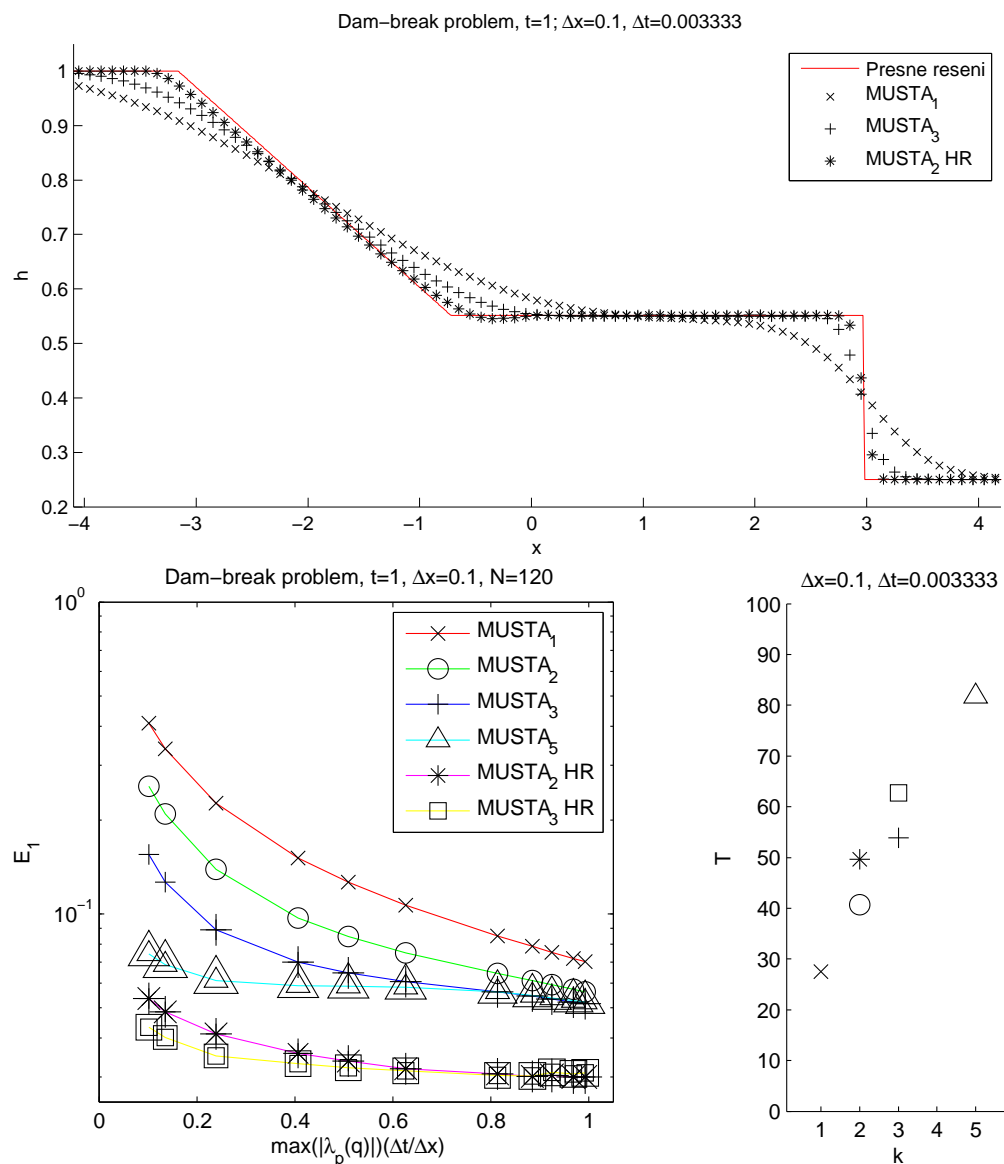 Dam−break problem, t=1; Δx=0.1, Δt=0.003333
Presne reseni
MUSTA₁
MUSTA₃
MUSTA₂ HR
1
0.9
0.8
0.7
0.6
0.5
0.4
0.3
0.2
h
−4 −3 −2 −1 0 1 2 3 4
x
Dam−break problem, t=1, Δx=0.1, N=120
10⁰
10⁻¹
E₁
MUSTA₁
MUSTA₂
MUSTA₃
MUSTA₅
MUSTA₂ HR
MUSTA₃ HR
0 0.2 0.4 0.6 0.8 1
max(|λₚ(q)|)(Δt/Δx)
Δx=0.1, Δt=0.003333
100
90
80
70
60
50
40
30
20
10
0
T
1 2 3 4 5
k